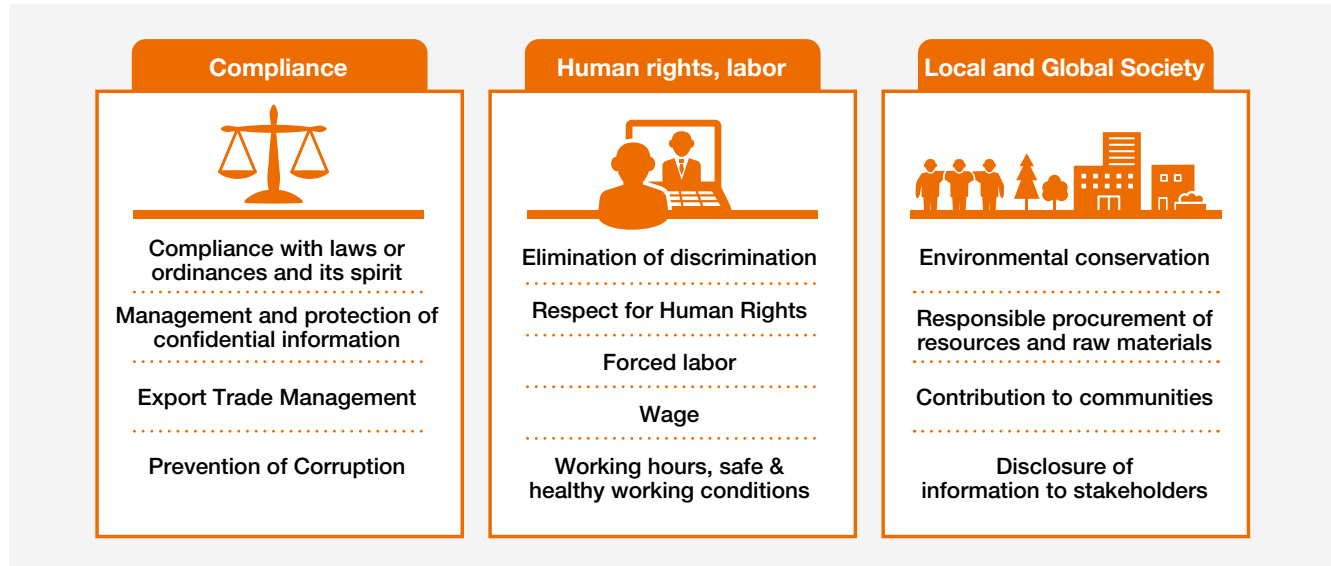 Compliance
Compliance with laws or
ordinances and its spirit
Management and protection of
confidential information
Export Trade Management
Prevention of Corruption
Human rights, labor
Elimination of discrimination
Respect for Human Rights
Forced labor
Wage
Working hours, safe &
healthy working conditions
Local and Global Society
Environmental conservation
Responsible procurement of
resources and raw materials
Contribution to communities
Disclosure of
information to stakeholders